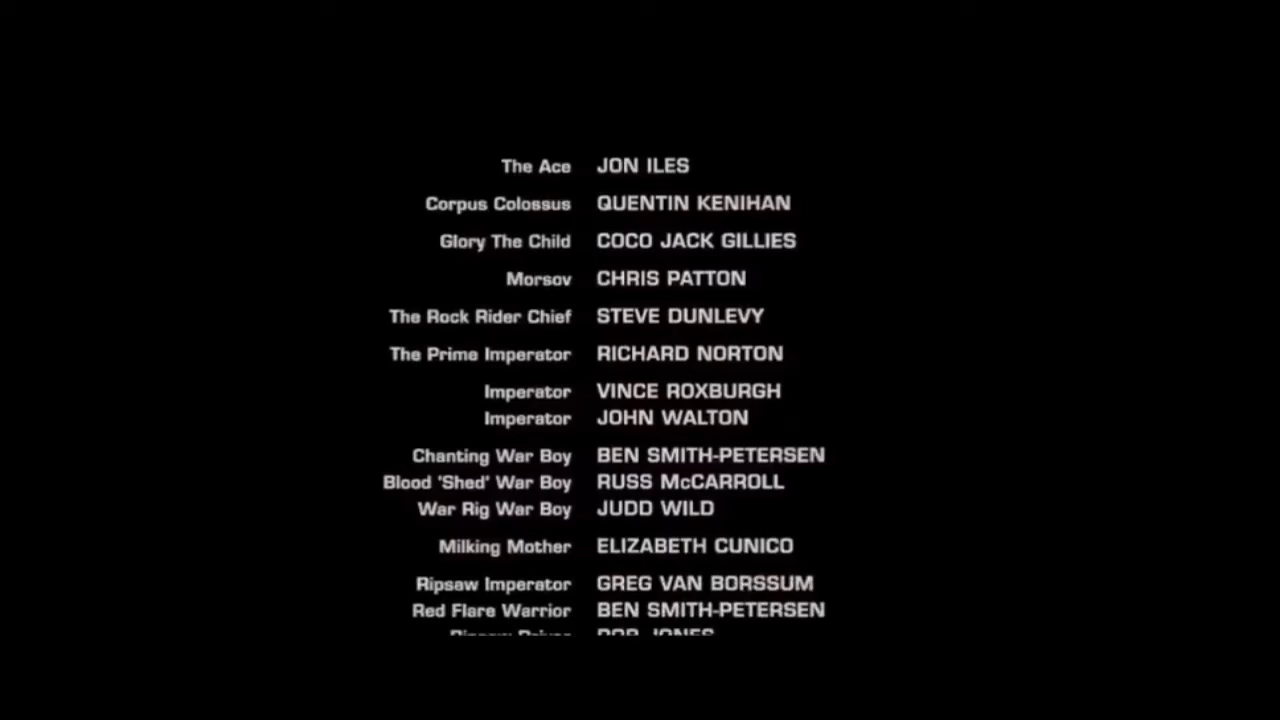 The Ace JON ILES
Corpus Colossus QUENTIN KENIHAN
Glory The Child COCO JACK GILLIES
Morsov CHRIS PATTON
The Rock Rider Chief STEVE DUNLEVY
The Prime Imperator RICHARD NORTON
Imperator VINCE ROXBURGH
Imperator JOHN WALTON
Chanting War Boy BEN SMITH-PETERSEN
Blood 'Shed' War Boy RUSS McCARROLL
War Rig War Boy JUDD WILD
Milking Mother ELIZABETH CUNICO
Ripsaw Imperator GREG VAN BORSSUM
Red Flare Warrior BEN SMITH-PETERSEN